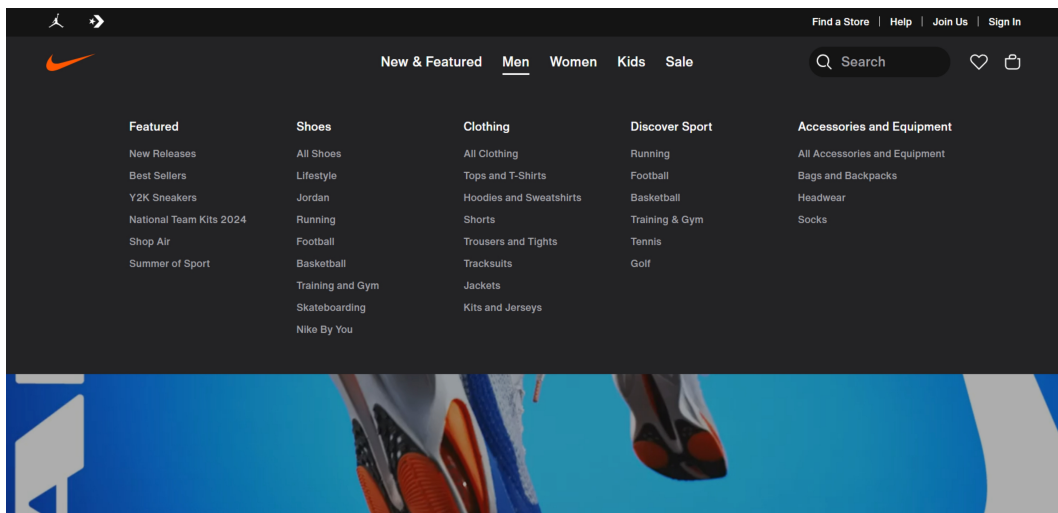 Find a Store | Help | Join Us | Sign In
New & Featured Men Women Kids Sale
Search
Featured
New Releases
Best Sellers
Y2K Sneakers
National Team Kits 2024
Shop Air
Summer of Sport
Shoes
All Shoes
Lifestyle
Jordan
Running
Football
Basketball
Training and Gym
Skateboarding
Nike By You
Clothing
All Clothing
Tops and T-Shirts
Hoodies and Sweatshirts
Shorts
Trousers and Tights
Tracksuits
Jackets
Kits and Jerseys
Discover Sport
Running
Football
Basketball
Training & Gym
Tennis
Golf
Accessories and Equipment
All Accessories and Equipment
Bags and Backpacks
Headwear
Socks